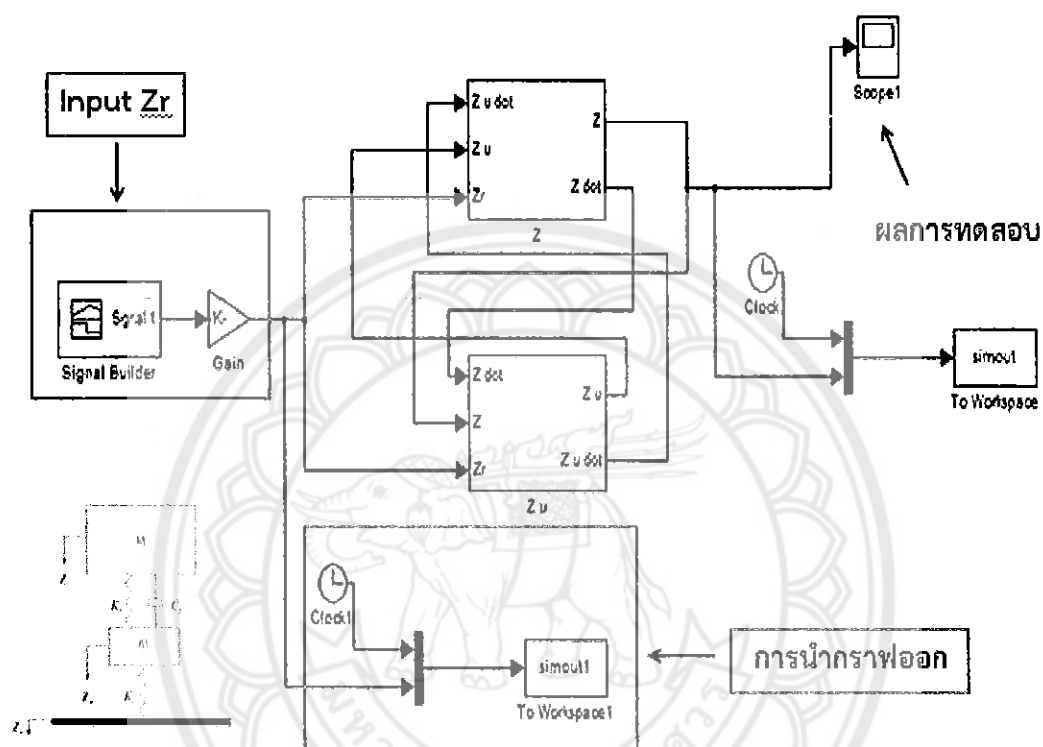 Input Zr
Signal 1
Signal Builder
K-
Gain
Z u dot
Z u
Zr
Z
Z dot
Z
Scope1
ผลการทดสอบ
Clock
simout
To Workspace
Z dot
Z
Zr
Z u
Z u dot
Z u
Clock1
simout1
To Workspace1
การนำกราฟออก
M
Z
K
C
M
Z
K
Z